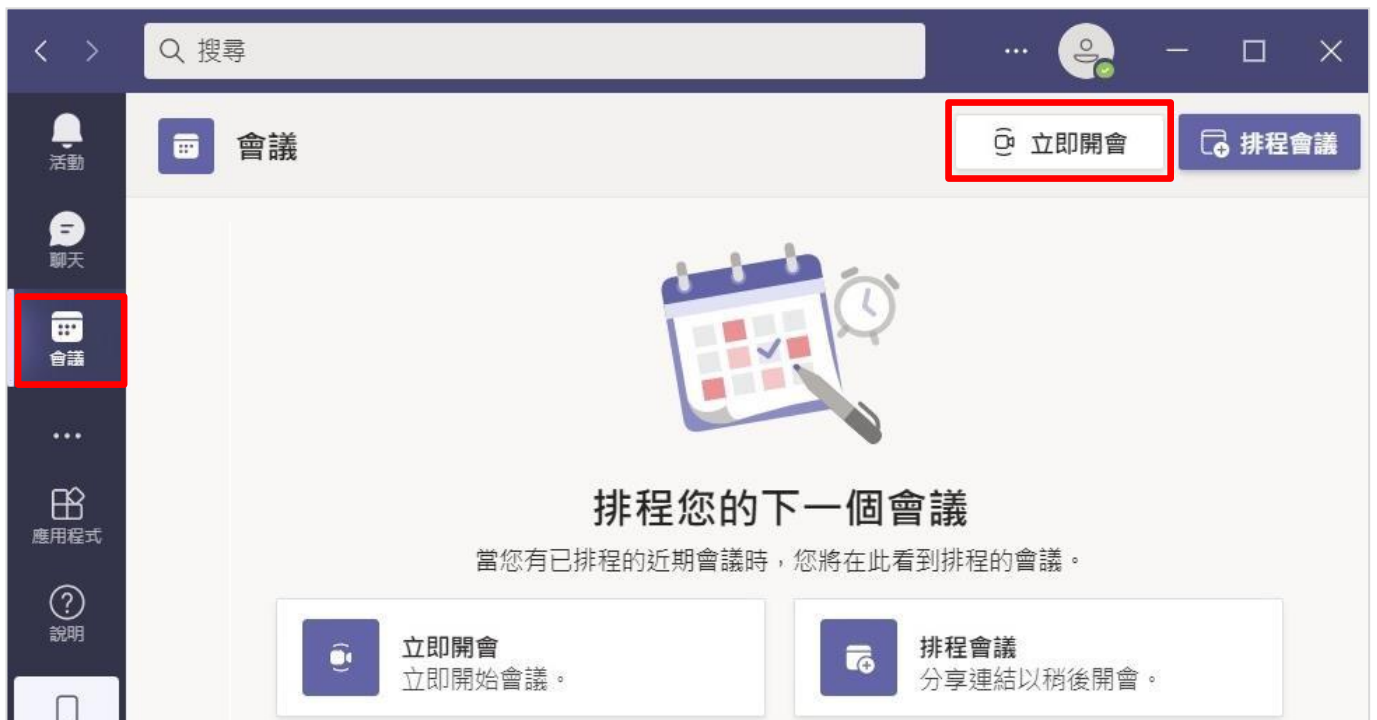 搜尋
活動
聊天
會議
應用程式
說明
會議
立即開會
排程會議
排程您的下一個會議
當您有已排程的近期會議時，您將在此看到排程的會議。
立即開會
立即開始會議。
排程會議
分享連結以稍後開會。